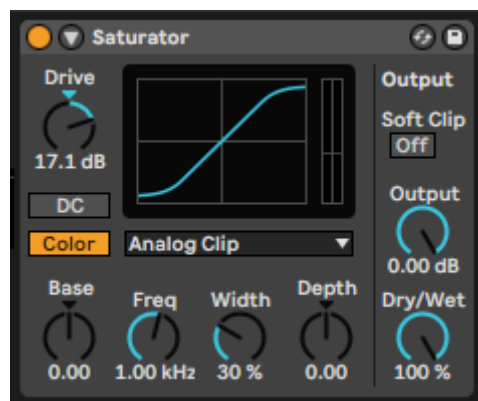 Saturator
Drive
17.1 dB
DC
Color
Analog Clip
Base
0.00
Freq
1.00 kHz
Width
30 %
Depth
0.00
Output
Soft Clip
Off
Output
0.00 dB
Dry/Wet
100 %